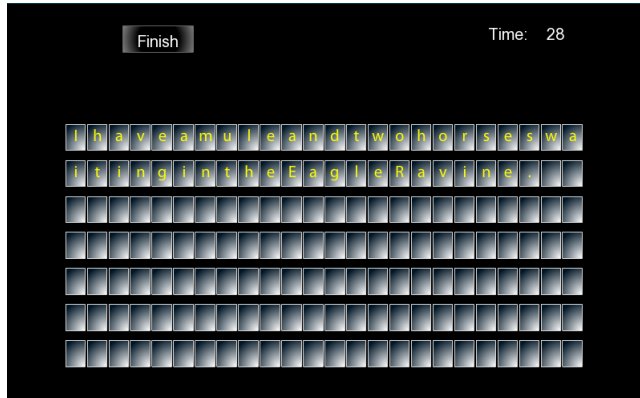 Finish
Time: 28
Ihaveamuleandtwohorseswa
itingintheEagleRavine.